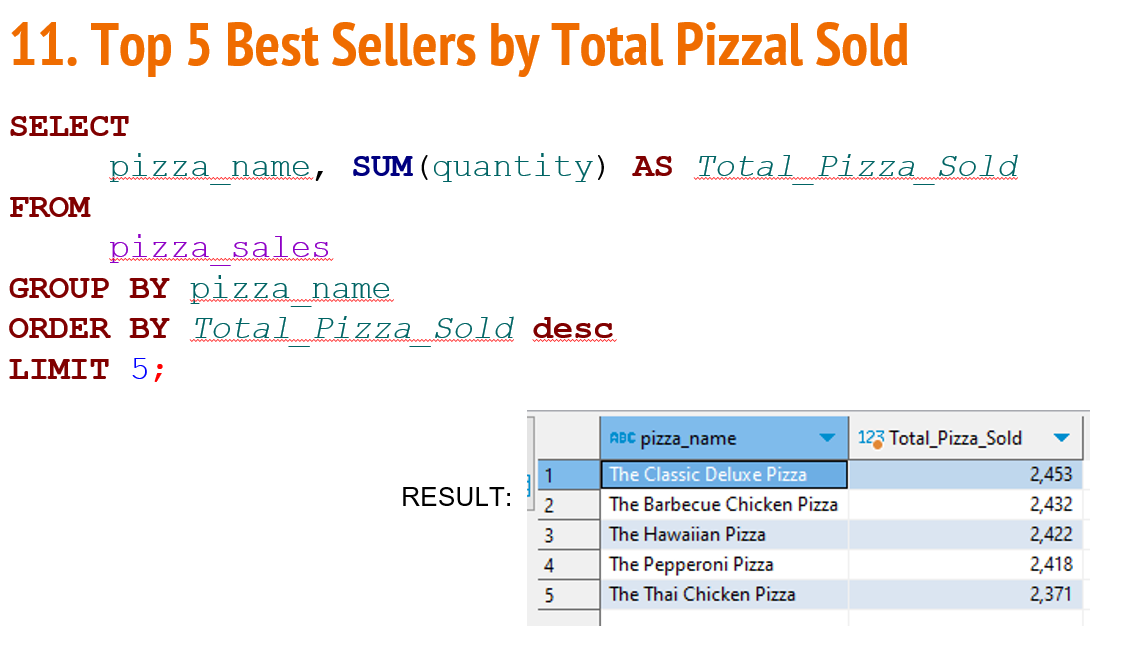 11. Top 5 Best Sellers by Total Pizzal Sold
SELECT
pizza_name, SUM(quantity) AS Total_Pizza_Sold
FROM
pizza_sales
GROUP BY pizza_name
ORDER BY Total_Pizza_Sold desc
LIMIT 5;
RESULT:
ABC pizza_name 123 Total_Pizza_Sold
1 The Classic Deluxe Pizza 2,453
2 The Barbecue Chicken Pizza 2,432
3 The Hawaiian Pizza 2,422
4 The Pepperoni Pizza 2,418
5 The Thai Chicken Pizza 2,371